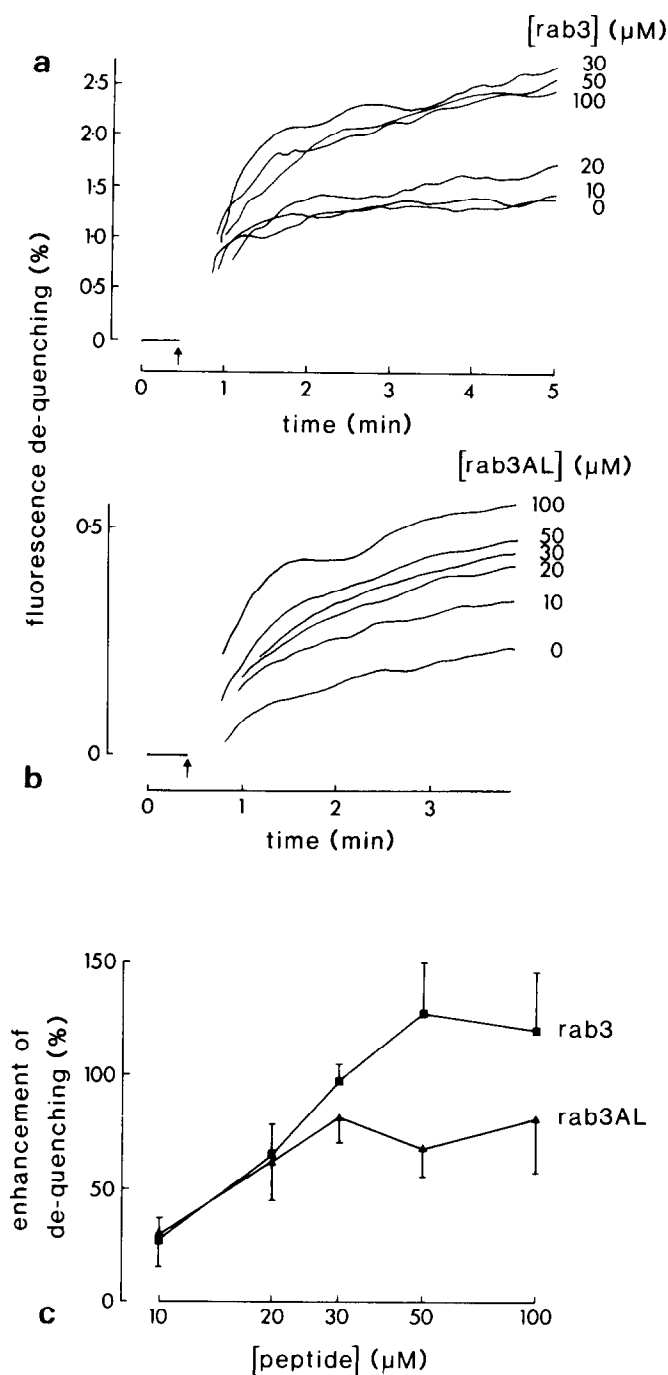 [rab3] (μM)
a
2·5
2·0
1·5
1·0
0·5
0
30
50
100
20
10
0
0 1 2 3 4 5
time (min)
fluorescence de-quenching (%)
[rab3AL] (μM)
0·5
0
100
50
30
20
10
0
b
0 1 2 3
time (min)
150
100
50
0
enhancement of
de-quenching (%)
rab3
rab3AL
c
10 20 30 50 100
[peptide] (μM)